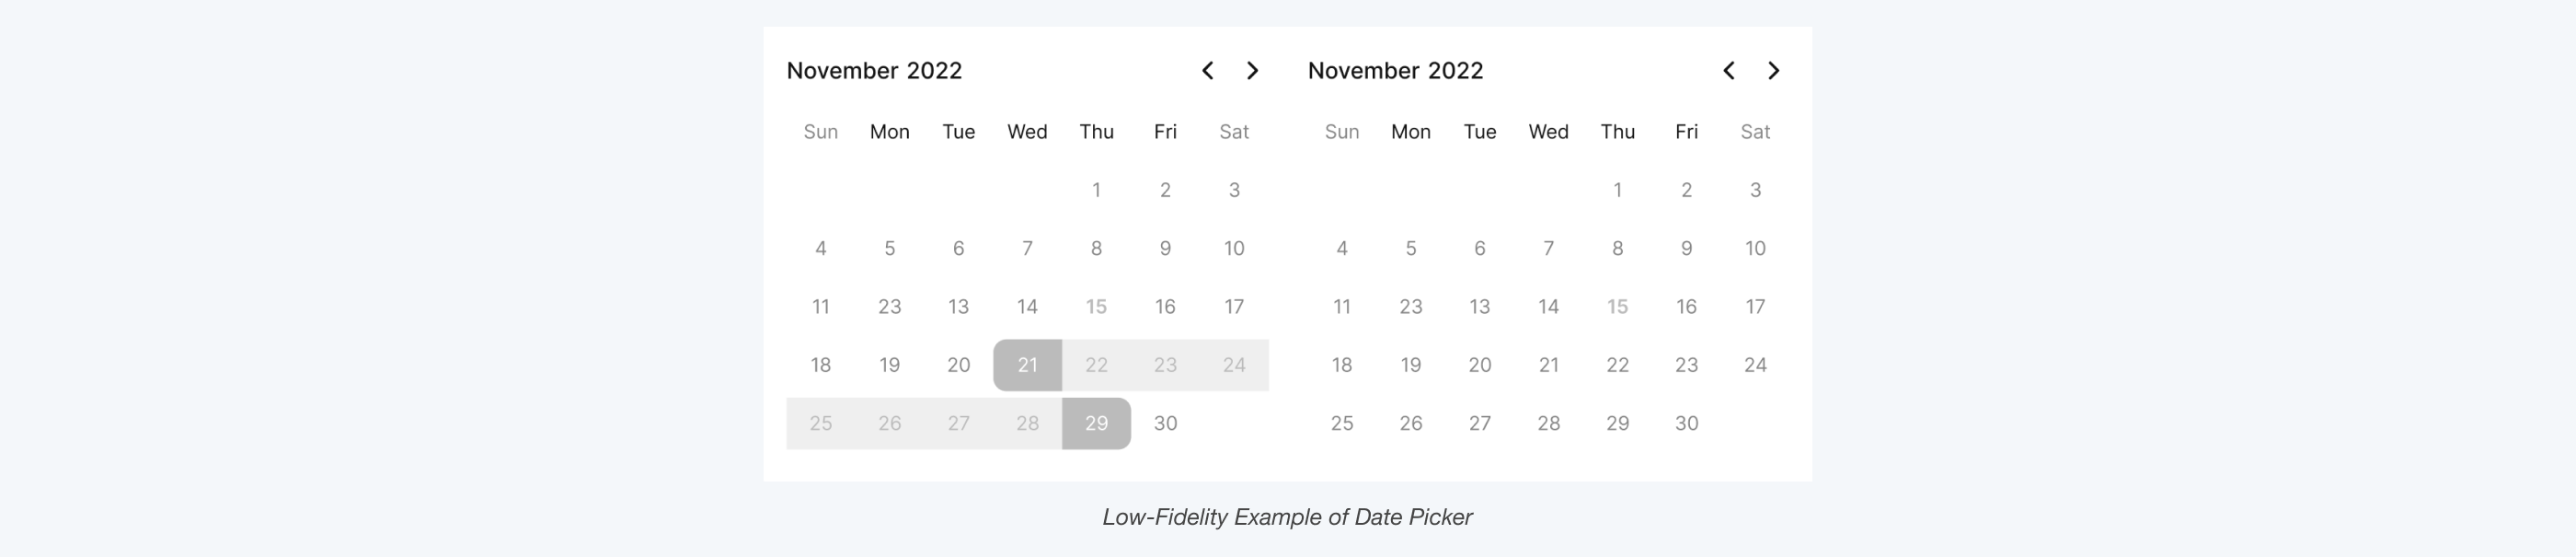 November 2022
Sun Mon Tue Wed Thu Fri Sat
1 2 3
4 5 6 7 8 9 10
11 23 13 14 15 16 17
18 19 20 21 22 23 24
25 26 27 28 29 30
November 2022
Sun Mon Tue Wed Thu Fri Sat
1 2 3
4 5 6 7 8 9 10
11 23 13 14 15 16 17
18 19 20 21 22 23 24
25 26 27 28 29 30
Low-Fidelity Example of Date Picker